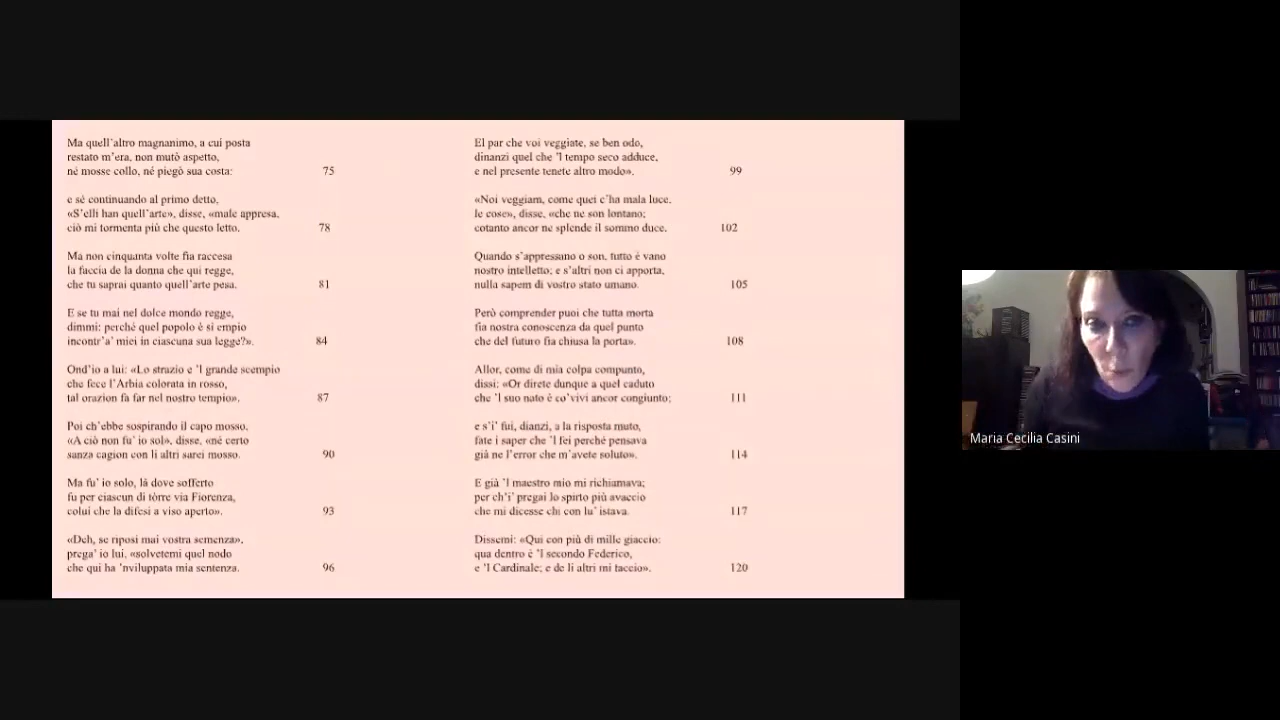 Ma quell'altro magnanimo, a cui posta
restato m'era, non mutò aspetto,
né mosse collo, né piegò sua costa:
75
e sé continuando al primo detto,
«S'elli han quell'arte», disse, «male appresa,
ciò mi tormenta più che questo letto.
78
Ma non cinquanta volte fia raccesa
la faccia de la donna che qui regge,
che tu saprai quanto quell'arte pesa.
81
E se tu mai nel dolce mondo regge,
dimmi: perché quel popolo è sì empio
incontr'a' miei in ciascuna sua legge?».
84
Ond'io a lui: «Lo strazio e 'l grande scempio
che fece l'Arbia colorata in rosso,
tal orazion fa far nel nostro tempio».
87
Poi ch'ebbe sospirando il capo mosso,
«A ciò non fu' io sol», disse, «né certo
sanza cagion con li altri sarei mosso.
90
Ma fu' io solo, là dove sofferto
fu per ciascun di tòrre via Fiorenza,
colui che la difesi a viso aperto».
93
«Deh, se riposi mai vostra semenza»,
prega' io lui, «solvetemi quel nodo
che qui ha 'nviluppata mia sentenza.
96
El par che voi veggiate, se ben odo,
dinanzi quel che 'l tempo seco adduce,
e nel presente tenete altro modo».
99
«Noi veggiam, come quei c'ha mala luce,
le cose», disse, «che ne son lontano;
cotanto ancor ne splende il sommo duce.
102
Quando s'appressano o son, tutto è vano
nostro intelletto; e s'altri non ci apporta,
nulla sapem di vostro stato umano.
105
Però comprender puoi che tutta morta
fia nostra conoscenza da quel punto
che del futuro fia chiusa la porta».
108
Allor, come di mia colpa compunto,
dissi: «Or direte dunque a quel caduto
che 'l suo nato è co'vivi ancor congiunto;
111
e s'i' fui, dianzi, a la risposta muto,
fate i saper che 'l fei perché pensava
già ne l'error che m'avete soluto».
114
E già 'l maestro mio mi richiamava;
per ch'i' pregai lo spirto più avaccio
che mi dicesse chi con lu' istava.
117
Dissemi: «Qui con più di mille giaccio:
qua dentro è 'l secondo Federico,
e 'l Cardinale; e de li altri mi taccio».
120
Maria Cecilia Casini